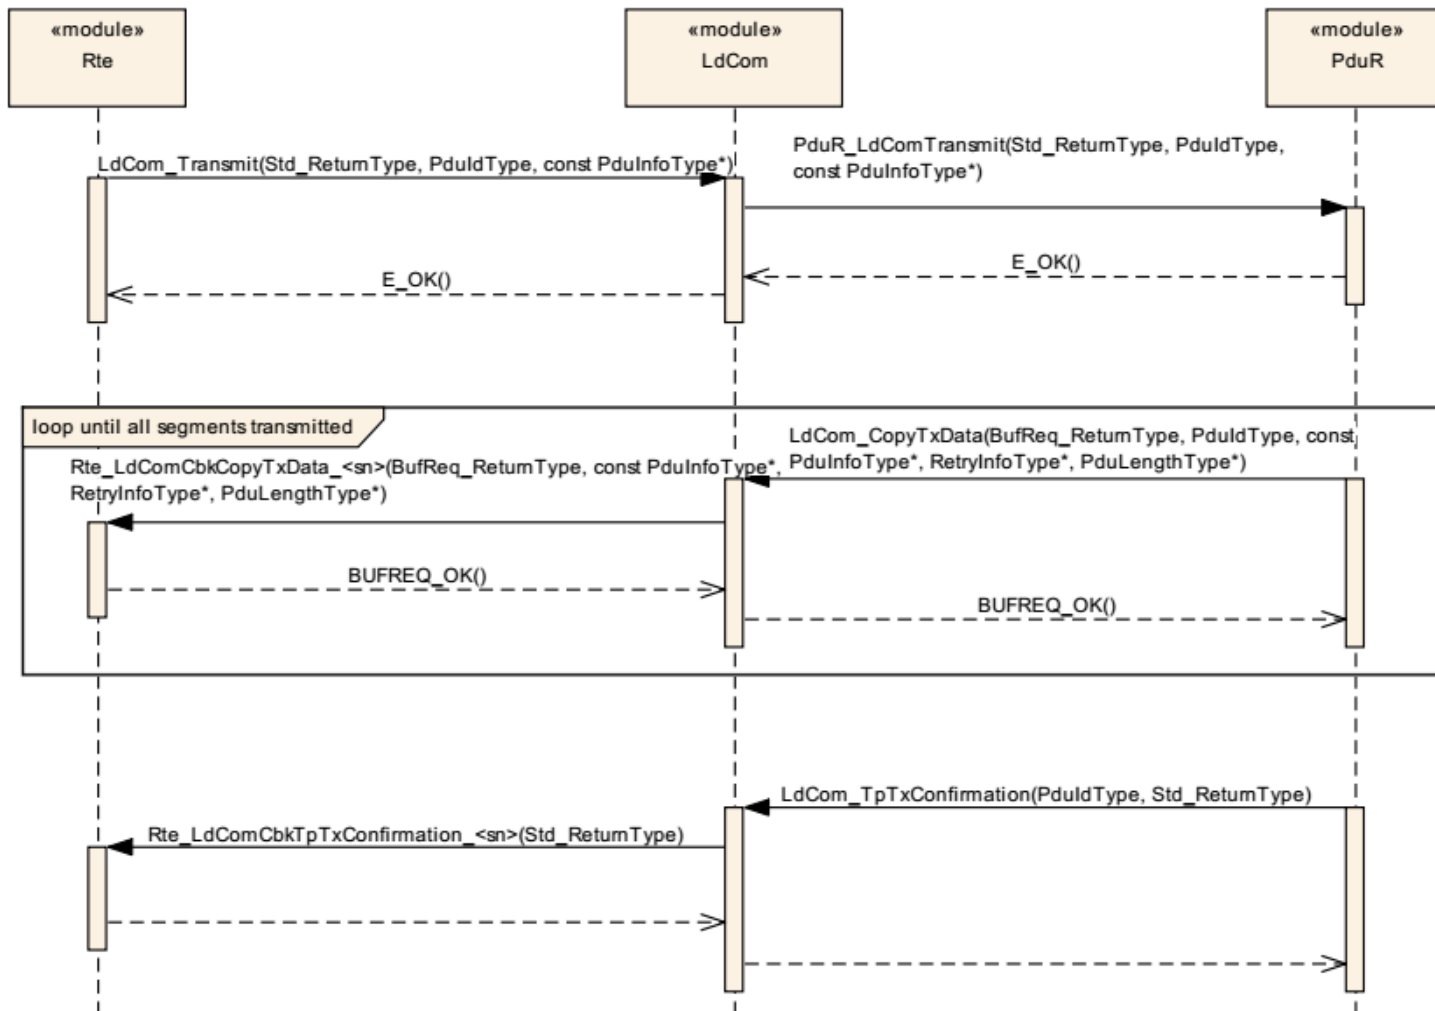 «module»
Rte
«module»
LdCom
«module»
PduR
LdCom_Transmit(Std_ReturnType, PduIdType, const PduInfoType*)
PduR_LdComTransmit(Std_ReturnType, PduIdType,
const PduInfoType*)
E_OK()
E_OK()
loop until all segments transmitted
LdCom_CopyTxData(BufReq_ReturnType, PduIdType, const
PduInfoType*, RetryInfoType*, PduLengthType*)
Rte_LdComCbkCopyTxData_<sn>(BufReq_ReturnType, const PduInfoType*,
RetryInfoType*, PduLengthType*)
BUFREQ_OK()
BUFREQ_OK()
LdCom_TpTxConfirmation(PduIdType, Std_ReturnType)
Rte_LdComCbkTpTxConfirmation_<sn>(Std_ReturnType)